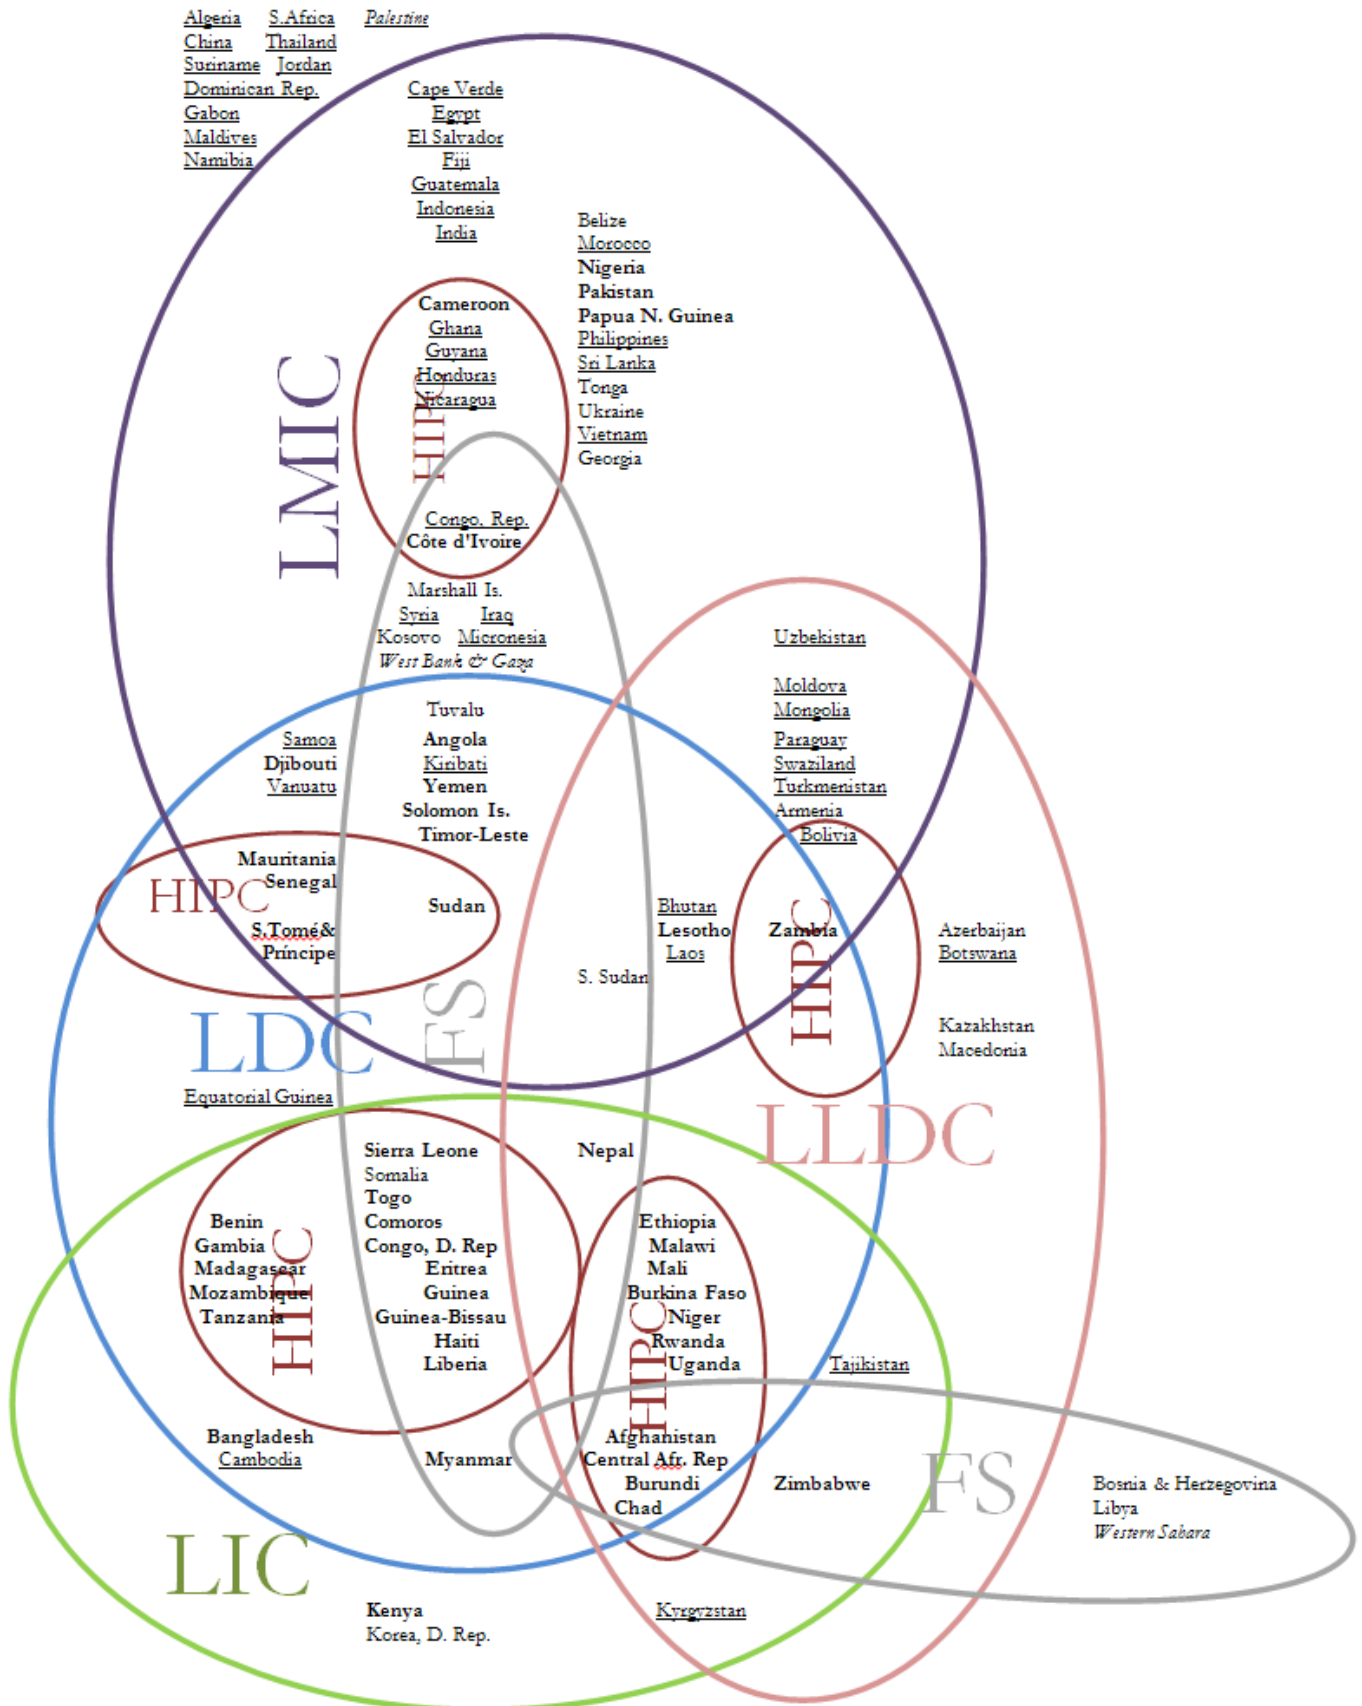 Algeria S.Africa Palestine
China Thailand
Suriname Jordan
Dominican Rep.
Gabon
Maldives
Namibia
Cape Verde
Egypt
El Salvador
Fiji
Guatemala
Indonesia
India
Belize
Morocco
Nigeria
Pakistan
Papua N. Guinea
Philippines
Sri Lanka
Tonga
Ukraine
Vietnam
Georgia
LMIC
Cameroon
Ghana
Guyana
Honduras
Nicaragua
HIPC
Congo. Rep.
Côte d'Ivoire
Marshall Is.
Syria Iraq
Kosovo Micronesia
West Bank & Gaza
Uzbekistan
Moldova
Mongolia
Paraguay
Swaziland
Turkmenistan
Armenia
Bolivia
Tuvalu
Angola
Kiribati
Yemen
Solomon Is.
Timor-Leste
Samoa
Djibouti
Vanuatu
Mauritania
Senegal
HIPC
Sudan
S.Tomé&
Príncipe
Bhutan
Lesotho
Laos
S. Sudan
Zambia
HIPC
Azerbaijan
Botswana
Kazakhstan
Macedonia
LDC
FS
Equatorial Guinea
LLDC
Sierra Leone
Somalia
Togo
Comoros
Congo, D. Rep
Eritrea
Guinea
Guinea-Bissau
Haiti
Liberia
Nepal
Benin
Gambia
Madagascar
Mozambique
Tanzania
HIPC
Ethiopia
Malawi
Mali
Burkina Faso
Niger
Rwanda
Uganda
HIPC
Tajikistan
Bangladesh
Cambodia
Myanmar
Afghanistan
Central Afr. Rep
Burundi
Chad
Zimbabwe
FS
Bosnia & Herzegovina
Libya
Western Sahara
LIC
Kenya
Korea, D. Rep.
Kyrgyzstan